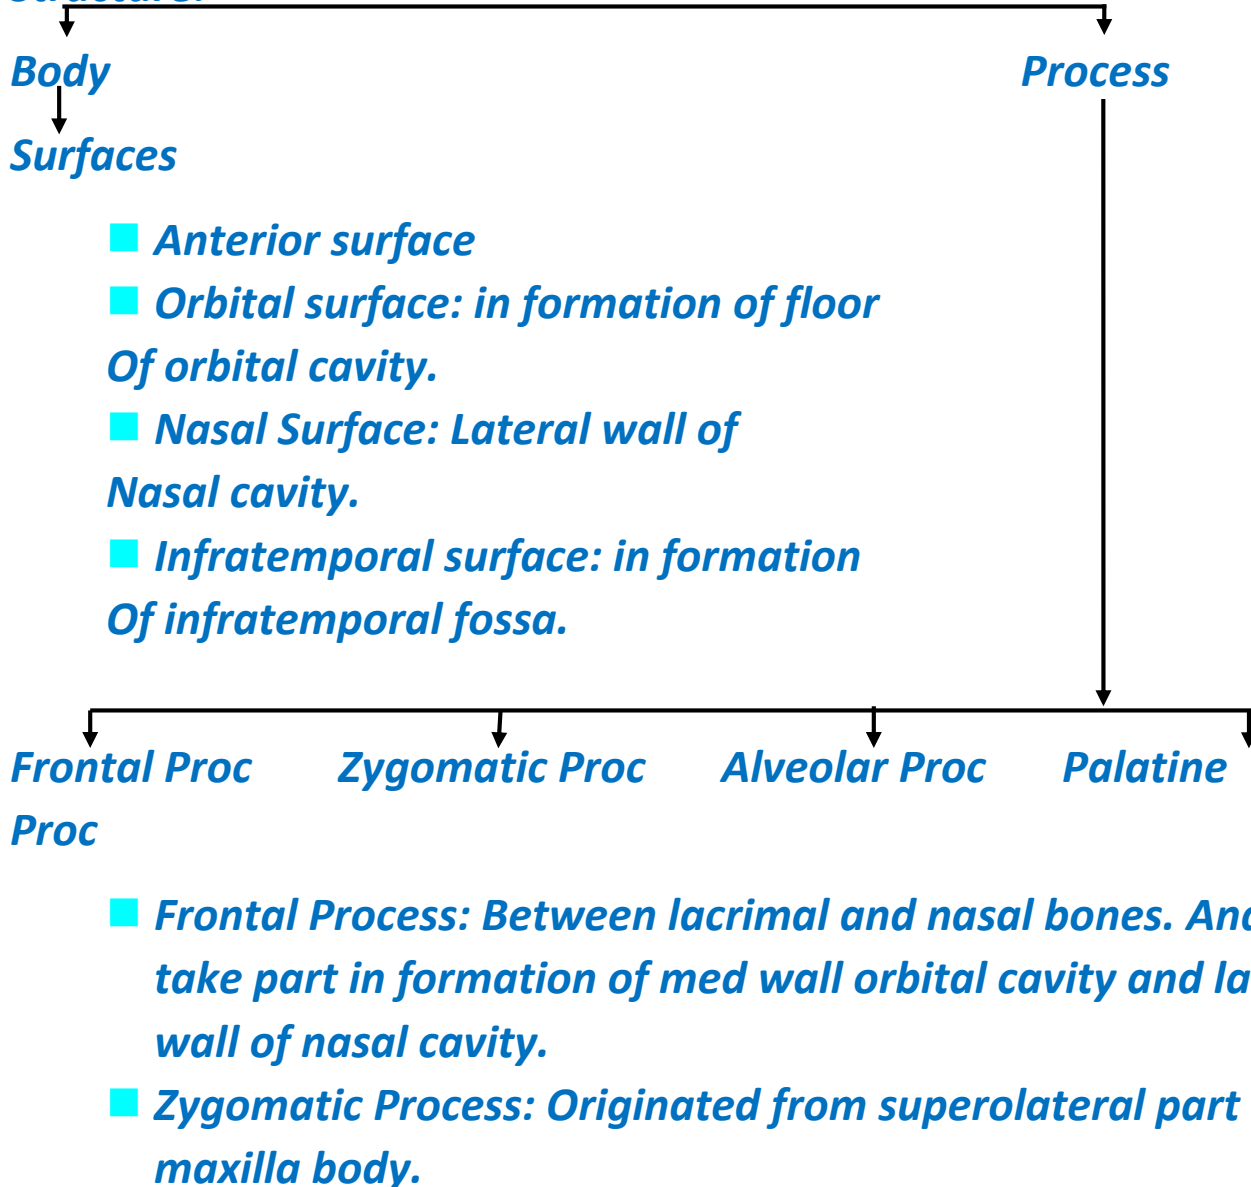 Body Process
Surfaces
Anterior surface
Orbital surface: in formation of floor
Of orbital cavity.
Nasal Surface: Lateral wall of
Nasal cavity.
Infratemporal surface: in formation
Of infratemporal fossa.
Frontal Proc Zygomatic Proc Alveolar Proc Palatine
Proc
Frontal Process: Between lacrimal and nasal bones. And
take part in formation of med wall orbital cavity and la
wall of nasal cavity.
Zygomatic Process: Originated from superolateral part
maxilla body.